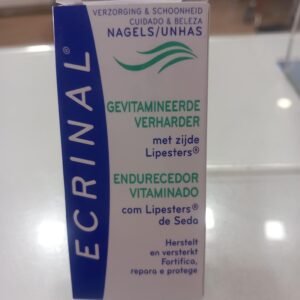 ECRINAL®
VERZORGING & SCHOONHEID
CUIDADO & BELEZA
NAGELS/UNHAS
GEVITAMINEERDE
VERHARDER
met zijde
Lipesters®
ENDURECEDOR
VITAMINADO
com Lipesters®
de Seda
Herstelt
en versterkt
Fortifica,
repara e protege